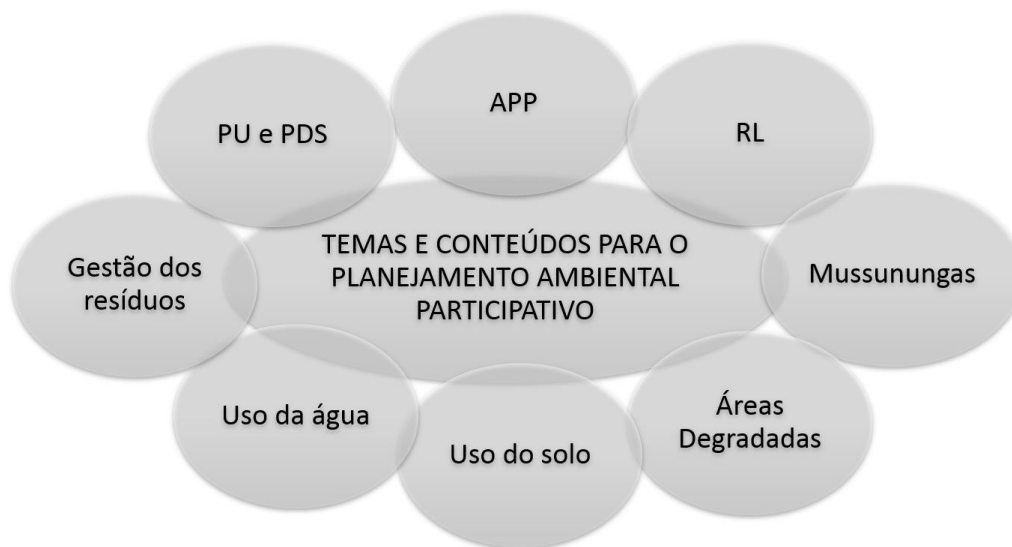 APP
PU e PDS
RL
TEMAS E CONTEÚDOS PARA O
PLANEJAMENTO AMBIENTAL
PARTICIPATIVO
Gestão dos
resíduos
Mussunungas
Uso da água
Áreas
Degradadas
Uso do solo